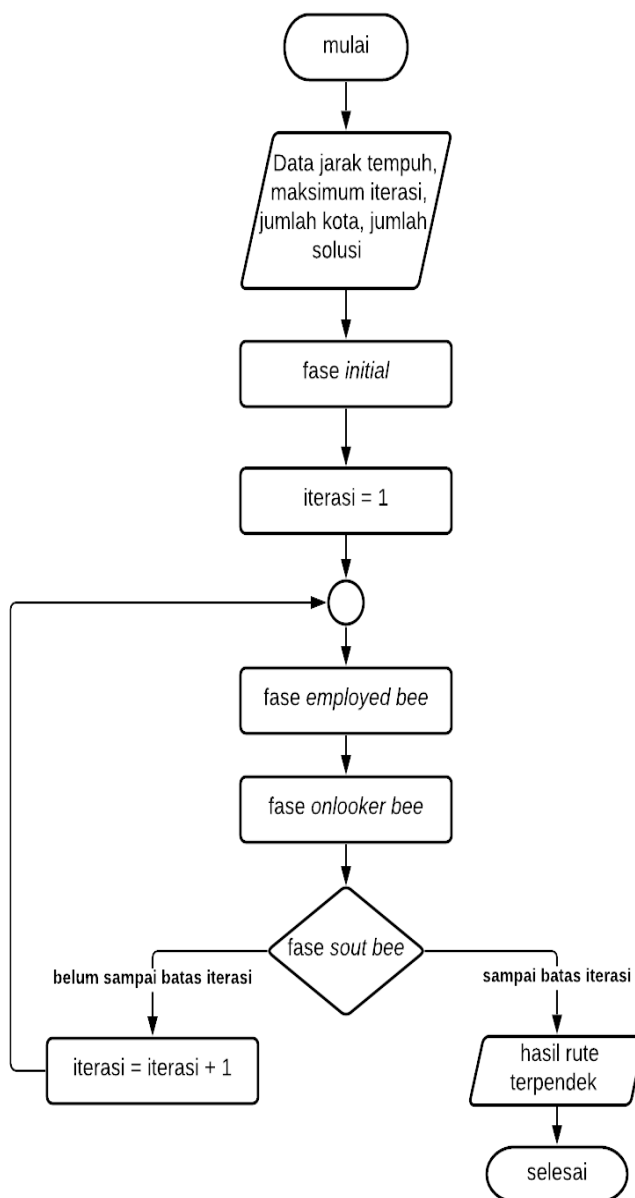 mulai
Data jarak tempuh,
maksimum iterasi,
jumlah kota, jumlah
solusi
fase initial
iterasi = 1
fase employed bee
fase onlooker bee
fase sout bee
belum sampai batas iterasi
sampai batas iterasi
iterasi = iterasi + 1
hasil rute
terpendek
selesai